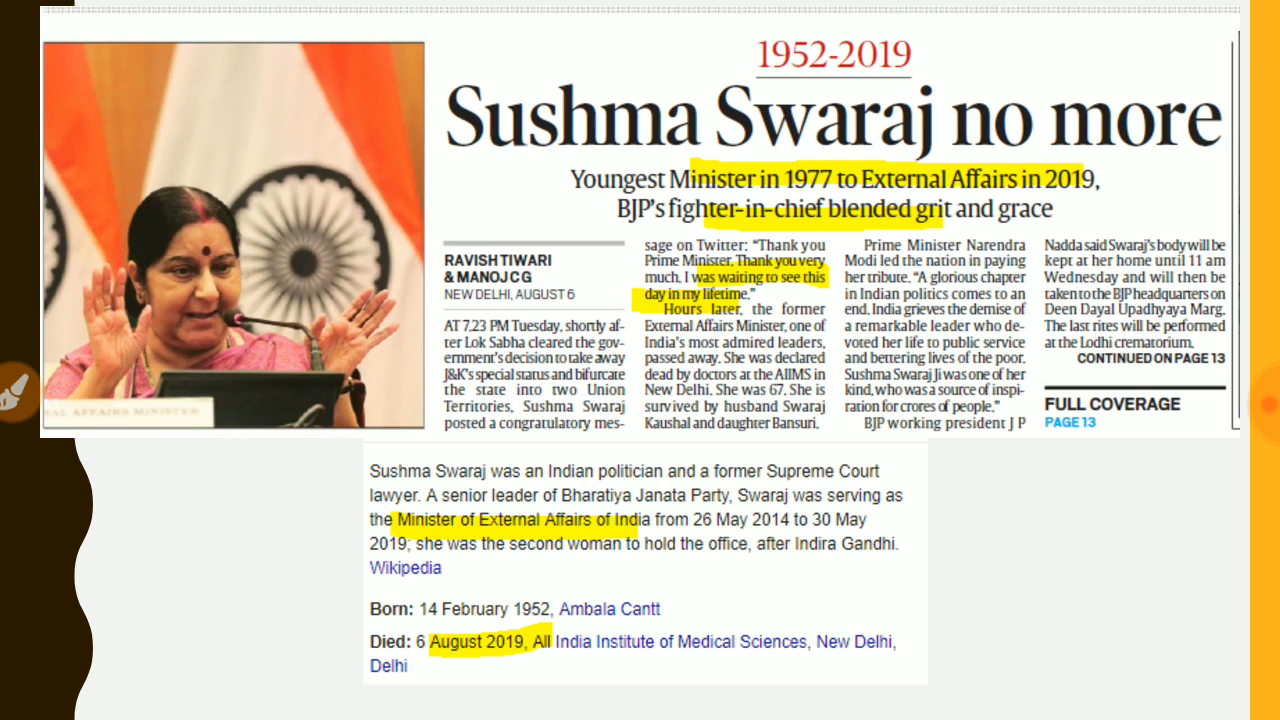 1952-2019
Sushma Swaraj no more
Youngest Minister in 1977 to External Affairs in 2019,
BJP's fighter-in-chief blended grit and grace
RAVISH TIWARI
& MANOJ C G
NEW DELHI, AUGUST 6
AT 7.23 PM Tuesday, shortly af-
ter Lok Sabha cleared the gov-
ernment's decision to take away
J&K's special status and bifurcate
the state into two Union
Territories, Sushma Swaraj
posted a congratulatory mes-
sage on Twitter: "Thank you
Prime Minister. Thank you very
much. I was waiting to see this
day in my lifetime."
Hours later, the former
External Affairs Minister, one of
India's most admired leaders,
passed away. She was declared
dead by doctors at the AIIMS in
New Delhi. She was 67. She is
survived by husband Swaraj
Kaushal and daughter Bansuri.
Prime Minister Narendra
Modi led the nation in paying
her tribute. "A glorious chapter
in Indian politics comes to an
end. India grieves the demise of
a remarkable leader who de-
voted her life to public service
and bettering lives of the poor.
Sushma Swaraj Ji was one of her
kind, who was a source of inspi-
ration for crores of people."
BJP working president J P
Nadda said Swaraj's body will be
kept at her home until 11 am
Wednesday and will then be
taken to the BJP headquarters on
Deen Dayal Upadhyaya Marg.
The last rites will be performed
at the Lodhi crematorium.
CONTINUED ON PAGE 13
FULL COVERAGE
PAGE 13
NAL AFFAIRS MINISTER
Sushma Swaraj was an Indian politician and a former Supreme Court
lawyer. A senior leader of Bharatiya Janata Party, Swaraj was serving as
the Minister of External Affairs of India from 26 May 2014 to 30 May
2019; she was the second woman to hold the office, after Indira Gandhi.
Wikipedia
Born: 14 February 1952, Ambala Cantt
Died: 6 August 2019, All India Institute of Medical Sciences, New Delhi,
Delhi